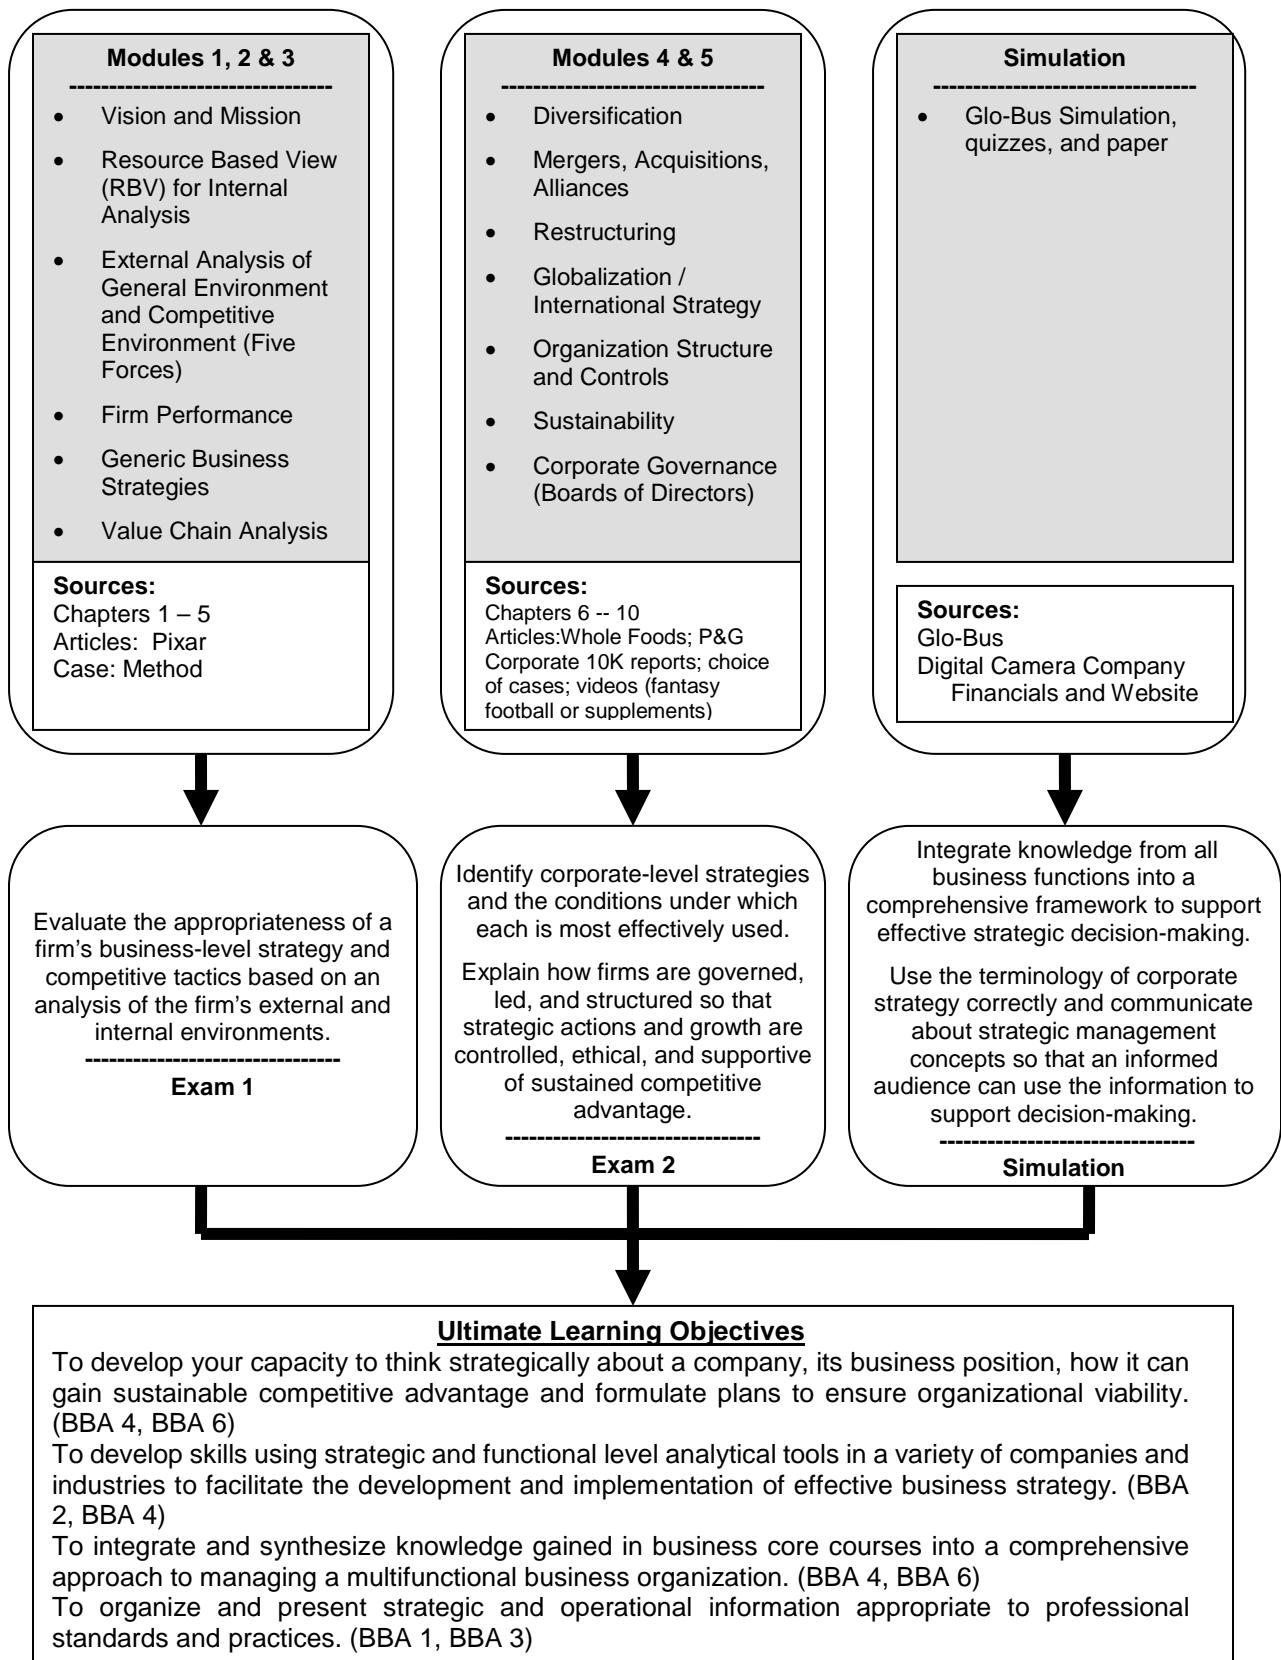 Modules 1, 2 & 3
---------------------------------
• Vision and Mission
• Resource Based View
(RBV) for Internal
Analysis
• External Analysis of
General Environment
and Competitive
Environment (Five
Forces)
• Firm Performance
• Generic Business
Strategies
• Value Chain Analysis
Sources:
Chapters 1 – 5
Articles: Pixar
Case: Method
Modules 4 & 5
---------------------------------
• Diversification
• Mergers, Acquisitions,
Alliances
• Restructuring
• Globalization /
International Strategy
• Organization Structure
and Controls
• Sustainability
• Corporate Governance
(Boards of Directors)
Sources:
Chapters 6 -- 10
Articles:Whole Foods; P&G
Corporate 10K reports; choice
of cases; videos (fantasy
football or supplements)
Simulation
---------------------------------
• Glo-Bus Simulation,
quizzes, and paper
Sources:
Glo-Bus
Digital Camera Company
Financials and Website
Evaluate the appropriateness of a
firm's business-level strategy and
competitive tactics based on an
analysis of the firm's external and
internal environments.
--------------------------------
Exam 1
Identify corporate-level strategies
and the conditions under which
each is most effectively used.
Explain how firms are governed,
led, and structured so that
strategic actions and growth are
controlled, ethical, and supportive
of sustained competitive
advantage.
--------------------------------
Exam 2
Integrate knowledge from all
business functions into a
comprehensive framework to support
effective strategic decision-making.
Use the terminology of corporate
strategy correctly and communicate
about strategic management
concepts so that an informed
audience can use the information to
support decision-making.
--------------------------------
Simulation
Ultimate Learning Objectives
To develop your capacity to think strategically about a company, its business position, how it can
gain sustainable competitive advantage and formulate plans to ensure organizational viability.
(BBA 4, BBA 6)
To develop skills using strategic and functional level analytical tools in a variety of companies and
industries to facilitate the development and implementation of effective business strategy. (BBA
2, BBA 4)
To integrate and synthesize knowledge gained in business core courses into a comprehensive
approach to managing a multifunctional business organization. (BBA 4, BBA 6)
To organize and present strategic and operational information appropriate to professional
standards and practices. (BBA 1, BBA 3)